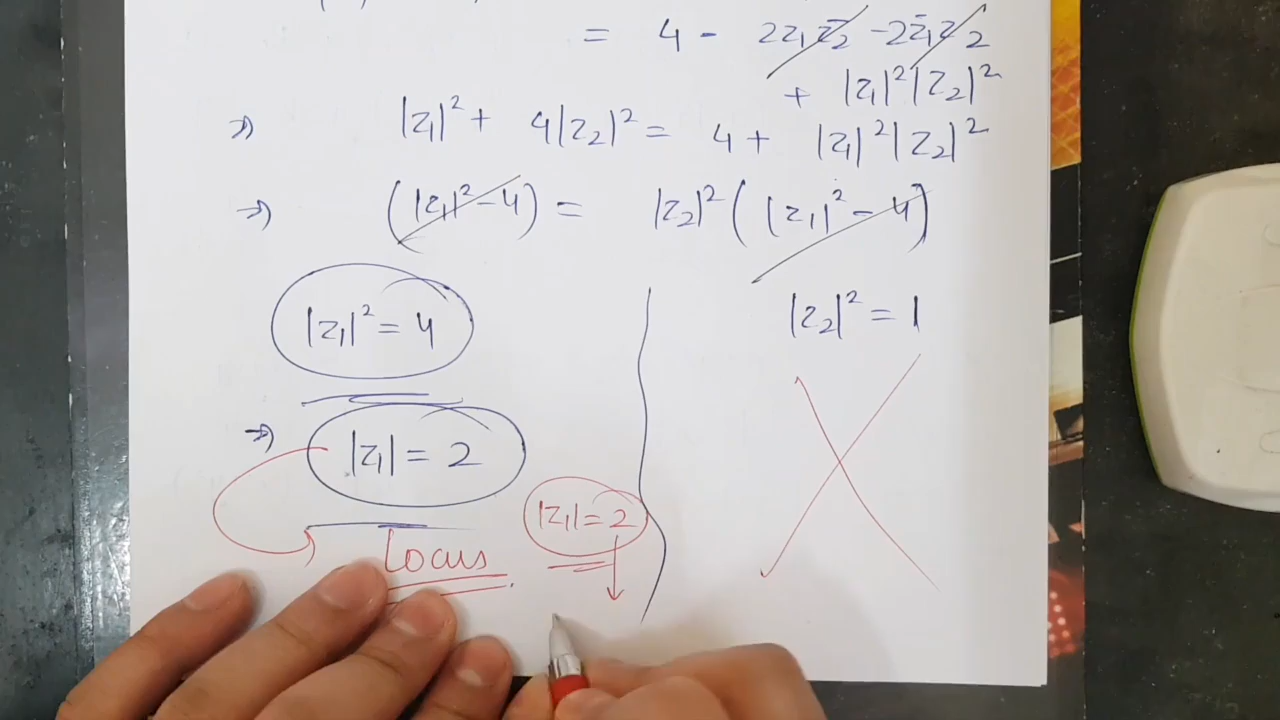 = 4 - 2z₁z̄₂ - 2z̄₁z₂
+ |z₁|²|z₂|²
⇒ |z₁|² + 4|z₂|² = 4 + |z₁|²|z₂|²
⇒ (|z₁|² - 4) = |z₂|² (|z₁|² - 4)
|z₁|² = 4
|z₂|² = 1
⇒ |z₁| = 2
|z₁| = 2
Locus